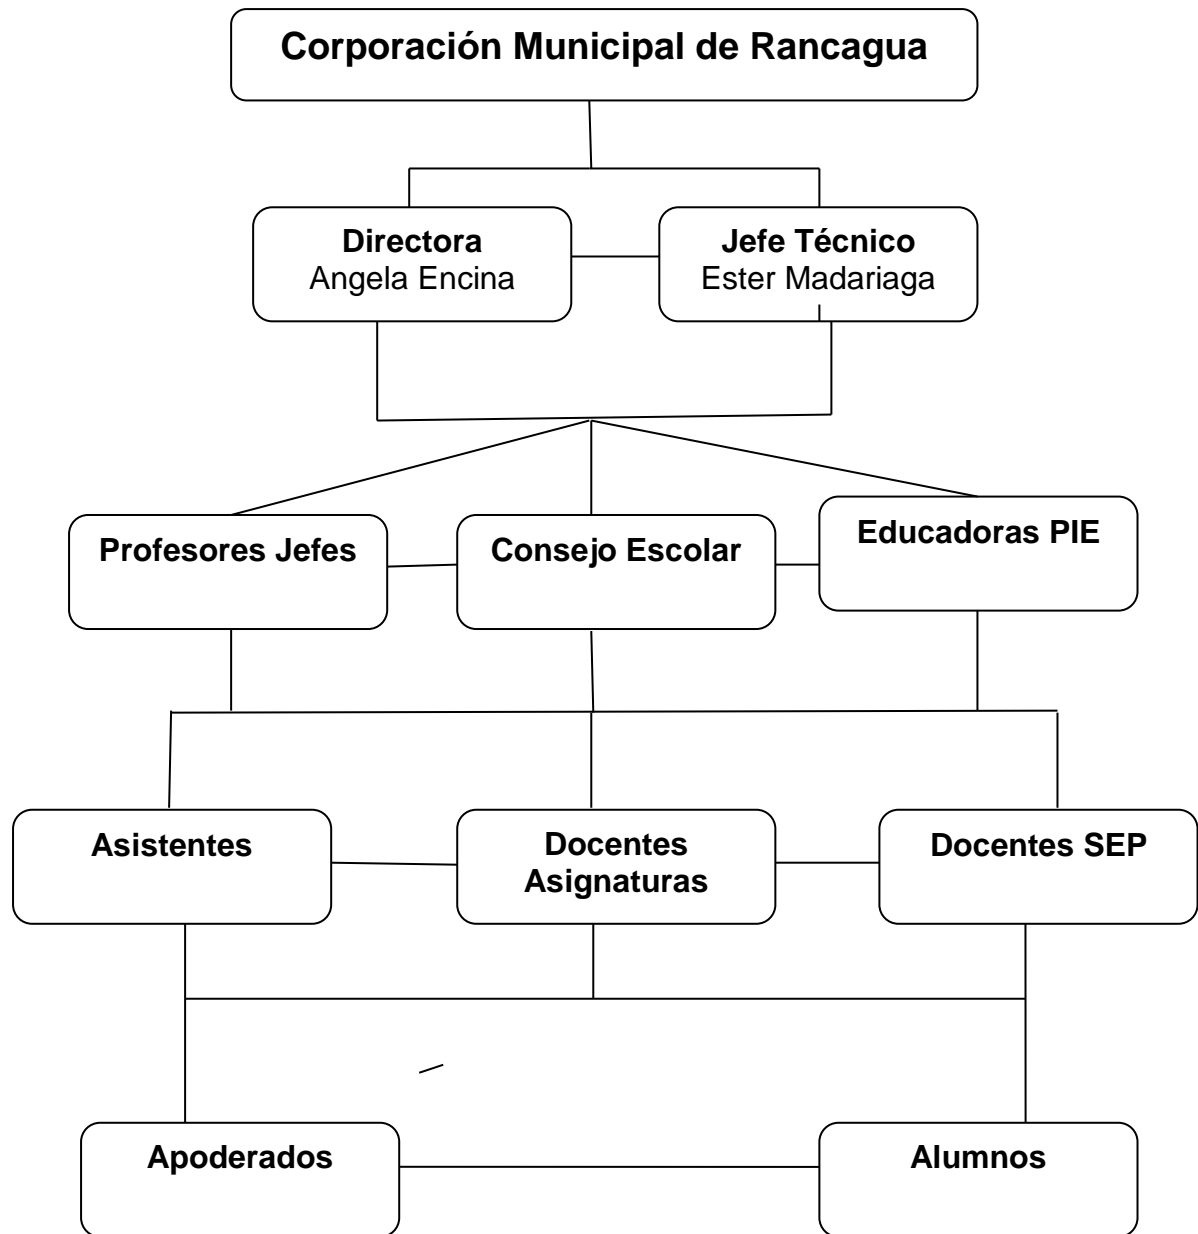 Corporación Municipal de Rancagua
Directora
Angela Encina
Jefe Técnico
Ester Madariaga
Profesores Jefes
Consejo Escolar
Educadoras PIE
Asistentes
Docentes
Asignaturas
Docentes SEP
Apoderados
Alumnos